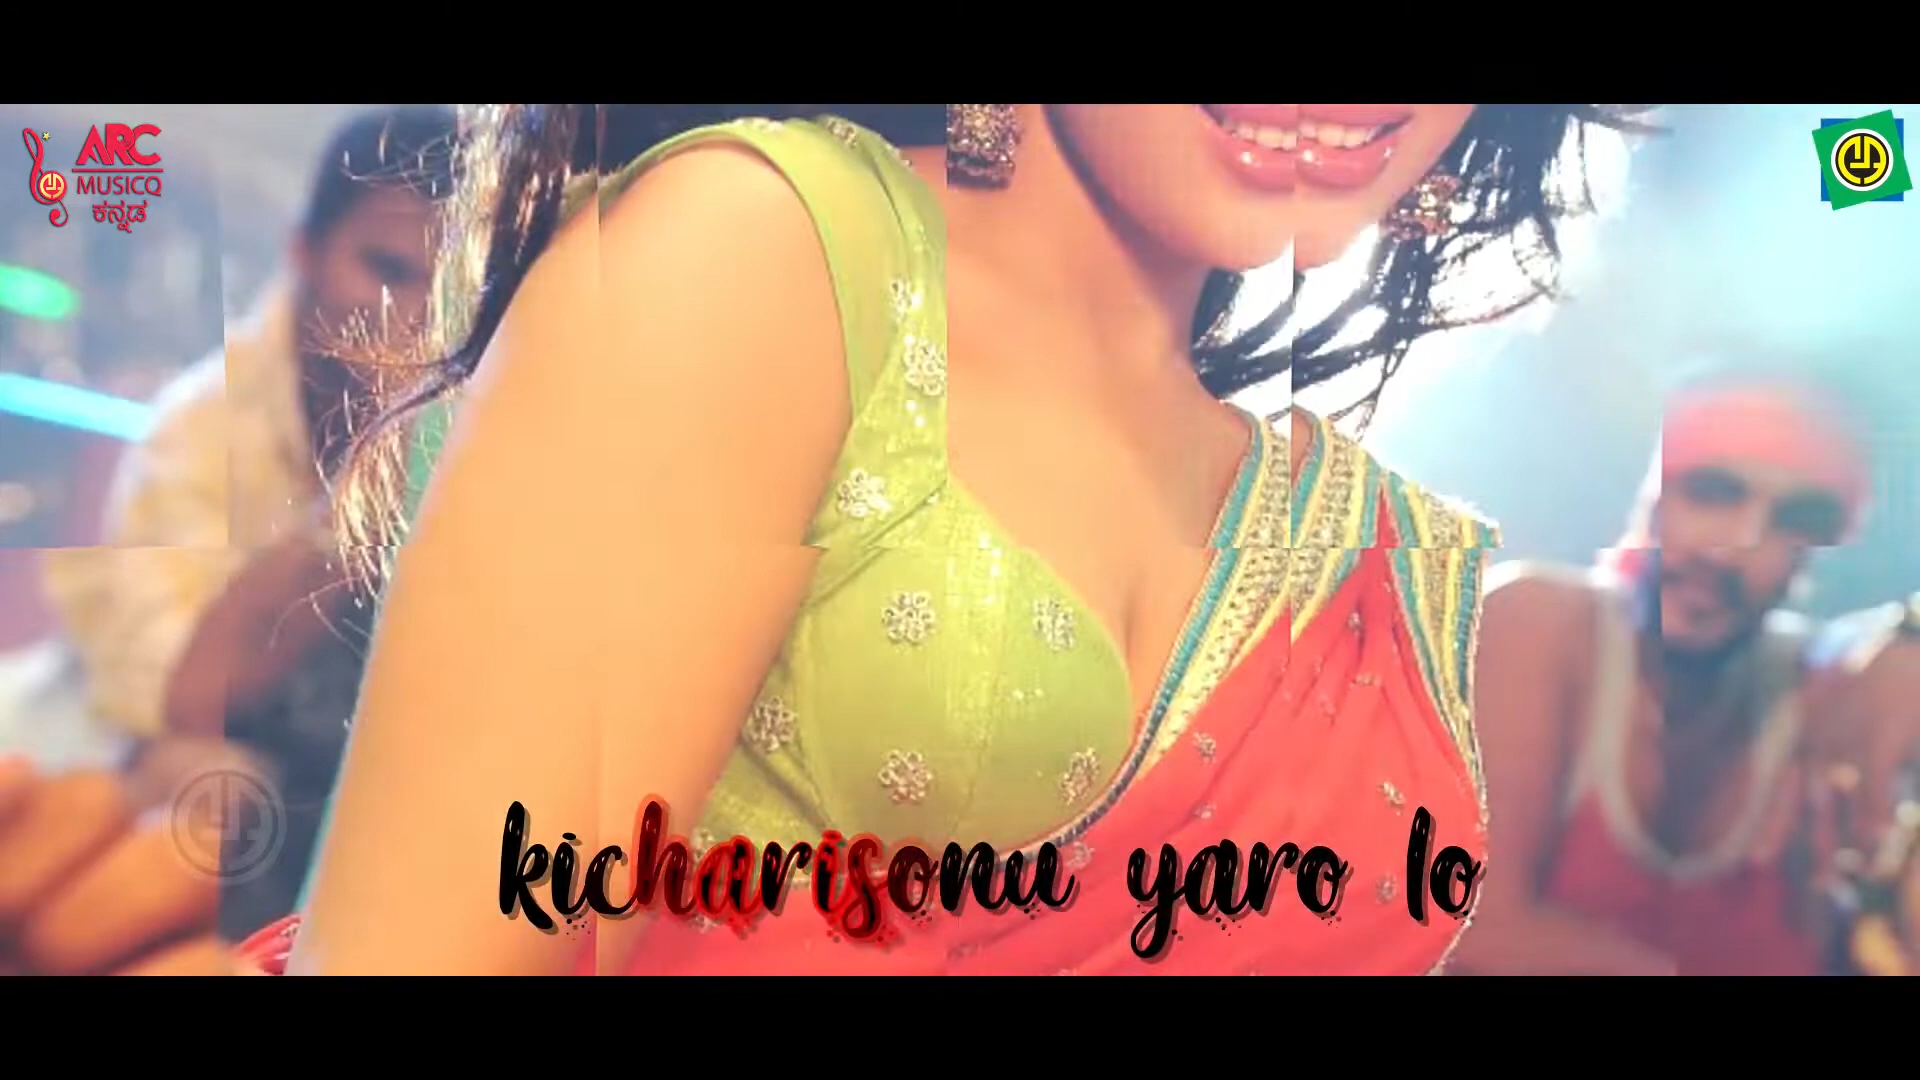 ARC
MUSICQ
ಕನ್ನಡ
kicharisonu yaro lo